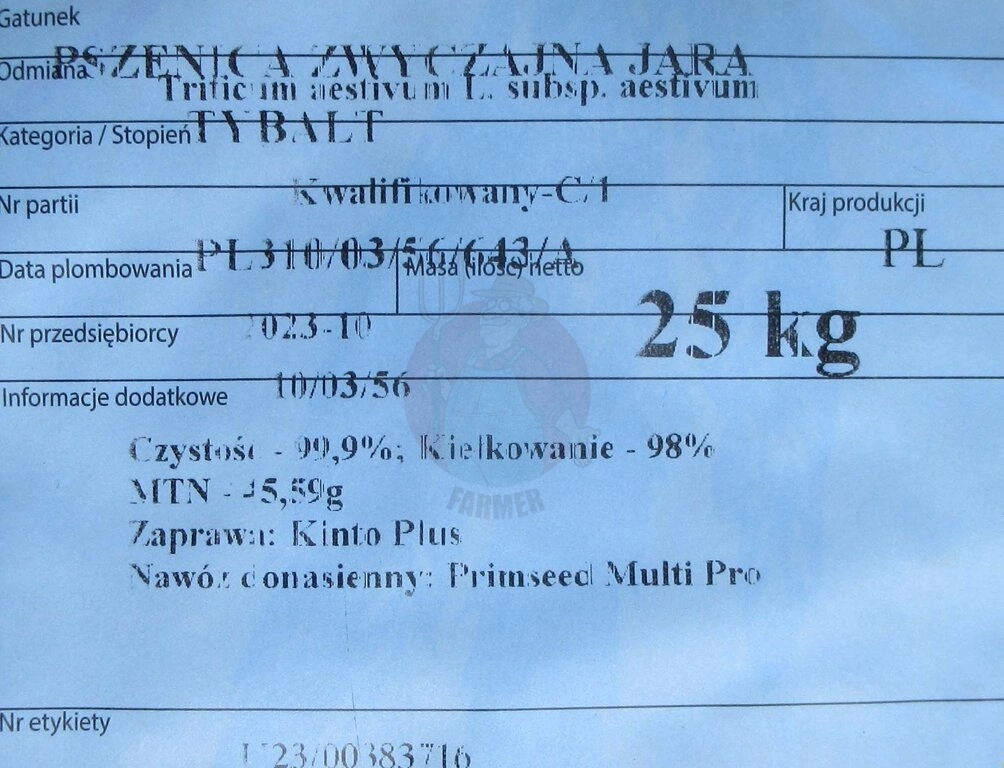 Gatunek
PSZENICA ZWYCZAJNA JARA
Odmiana
Triticum aestivum L. subsp. aestivum
TYBALT
Kategoria / Stopień
Kwalifikowany-C/1
Nr partii
Kraj produkcji
PL310/03/56/643/A
PL
Data plombowania
Masa (ilość) netto
2023-10
25 kg
Nr przedsiębiorcy
10/03/56
Informacje dodatkowe
Czystość - 99,9%; Kiełkowanie - 98%
MTN - 45,59g
Zaprawa: Kinto Plus
Nawóz donasienny: Primseed Multi Pro
FARMER
Nr etykiety
U23/00383716